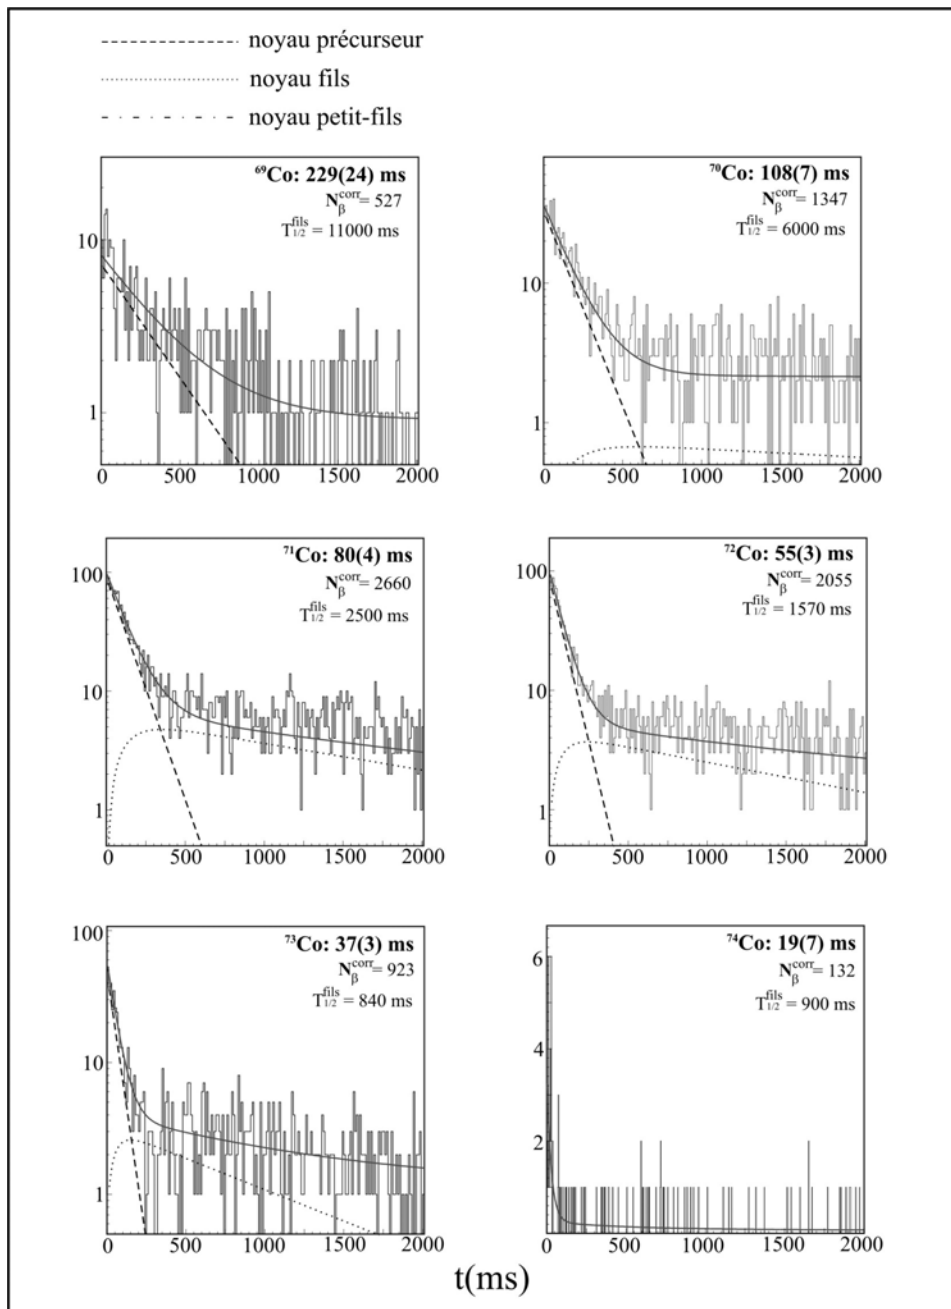 noyau précurseur
noyau fils
noyau petit-fils
⁶⁹Co: 229(24) ms
N_β^corr = 527
T_1/2^fils = 11000 ms
10
1
0 500 1000 1500 2000
⁷⁰Co: 108(7) ms
N_β^corr = 1347
T_1/2^fils = 6000 ms
10
1
0 500 1000 1500 2000
⁷¹Co: 80(4) ms
N_β^corr = 2660
T_1/2^fils = 2500 ms
100
10
1
0 500 1000 1500 2000
⁷²Co: 55(3) ms
N_β^corr = 2055
T_1/2^fils = 1570 ms
100
10
1
0 500 1000 1500 2000
⁷³Co: 37(3) ms
N_β^corr = 923
T_1/2^fils = 840 ms
100
10
1
0 500 1000 1500 2000
⁷⁴Co: 19(7) ms
N_β^corr = 132
T_1/2^fils = 900 ms
6
4
2
0 500 1000 1500 2000
t(ms)